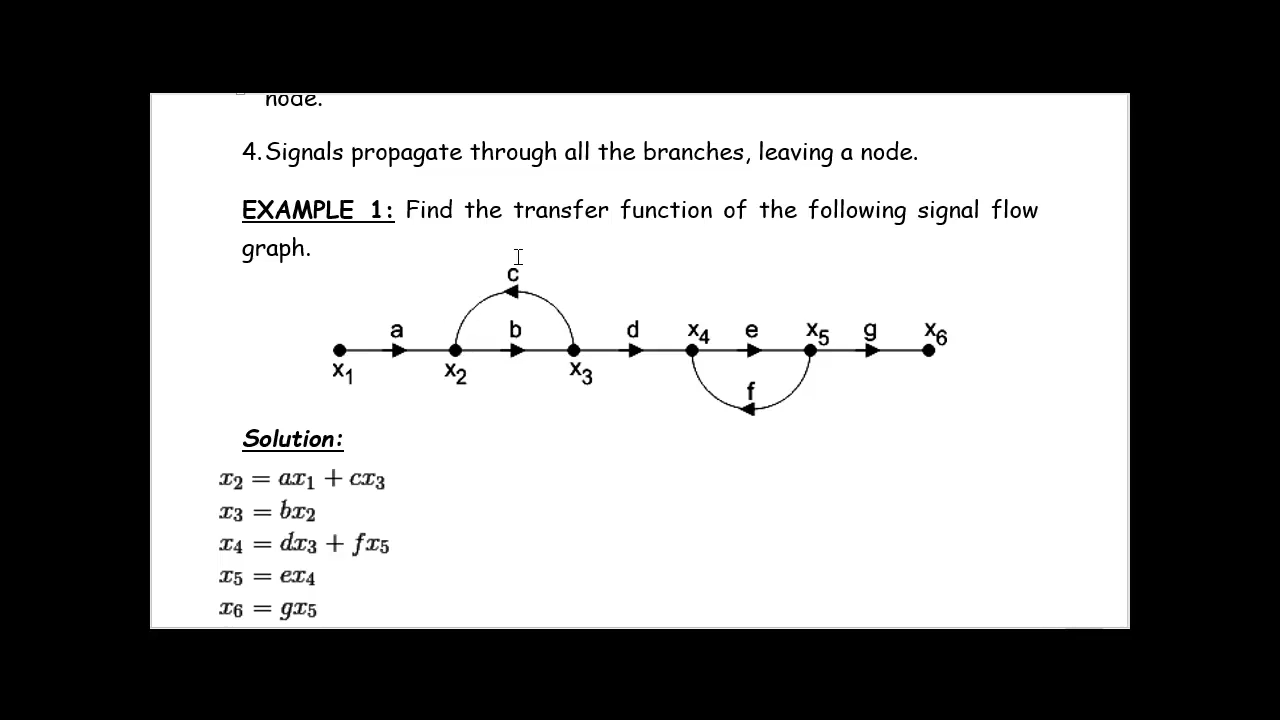 node.
4. Signals propagate through all the branches, leaving a node.
EXAMPLE 1: Find the transfer function of the following signal flow
graph.
c
a b d x4 e x5 g x6
x1 x2 x3
f
Solution:
x2 = ax1 + cx3
x3 = bx2
x4 = dx3 + fx5
x5 = ex4
x6 = gx5